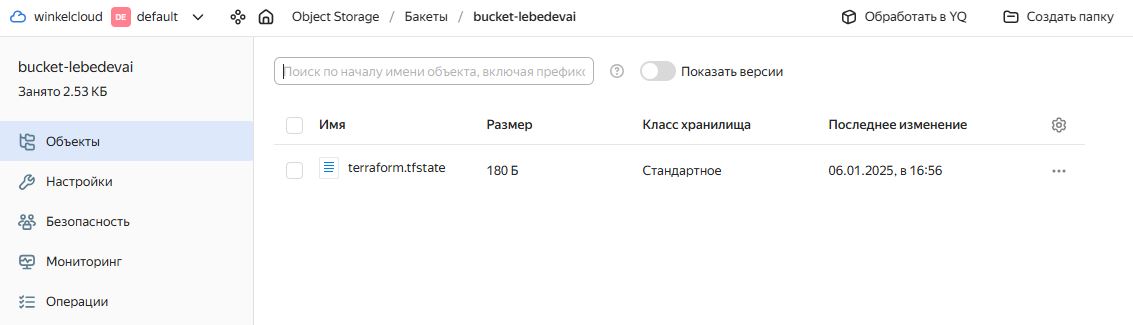 winkelcloud DE default Object Storage / Бакеты / bucket-lebedevai Обработать в YQ Создать папку
bucket-lebedevai
Занято 2.53 КБ
Объекты
Настройки
Безопасность
Мониторинг
Операции
Поиск по началу имени объекта, включая префикс ? Показать версии
Имя Размер Класс хранилища Последнее изменение
terraform.tfstate 180 Б Стандартное 06.01.2025, в 16:56